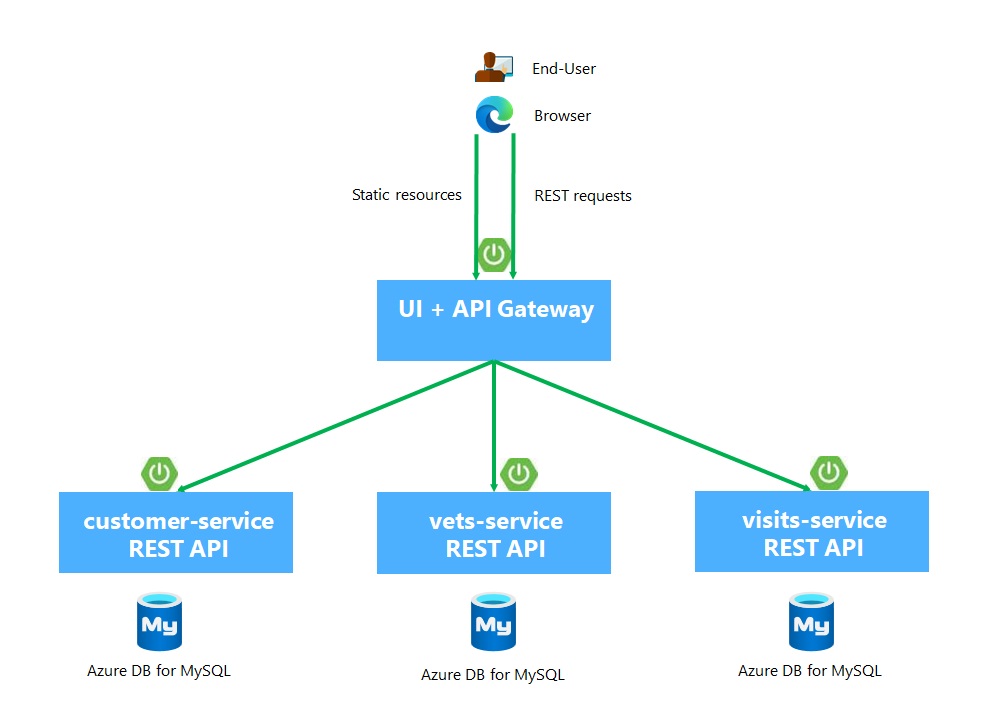 End-User
Browser
Static resources
REST requests
UI + API Gateway
customer-service
REST API
vets-service
REST API
visits-service
REST API
My
My
My
Azure DB for MySQL
Azure DB for MySQL
Azure DB for MySQL